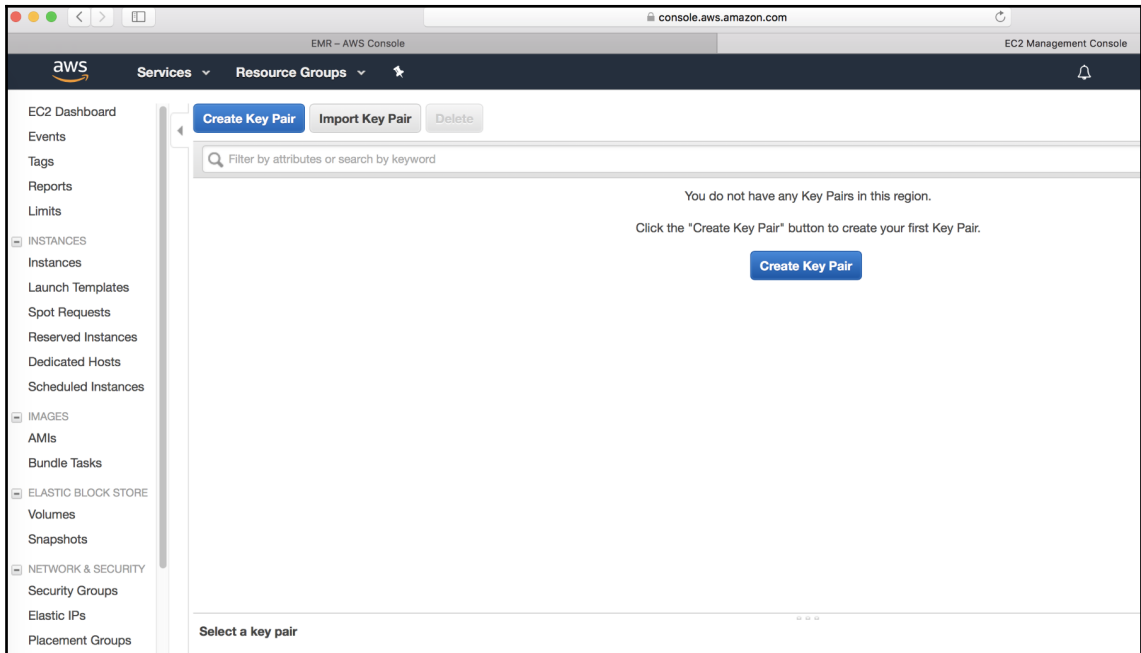 console.aws.amazon.com
EMR – AWS Console
EC2 Management Console
aws
Services
Resource Groups
EC2 Dashboard
Events
Tags
Reports
Limits
INSTANCES
Instances
Launch Templates
Spot Requests
Reserved Instances
Dedicated Hosts
Scheduled Instances
IMAGES
AMIs
Bundle Tasks
ELASTIC BLOCK STORE
Volumes
Snapshots
NETWORK & SECURITY
Security Groups
Elastic IPs
Placement Groups
Create Key Pair
Import Key Pair
Delete
Filter by attributes or search by keyword
You do not have any Key Pairs in this region.
Click the "Create Key Pair" button to create your first Key Pair.
Create Key Pair
Select a key pair